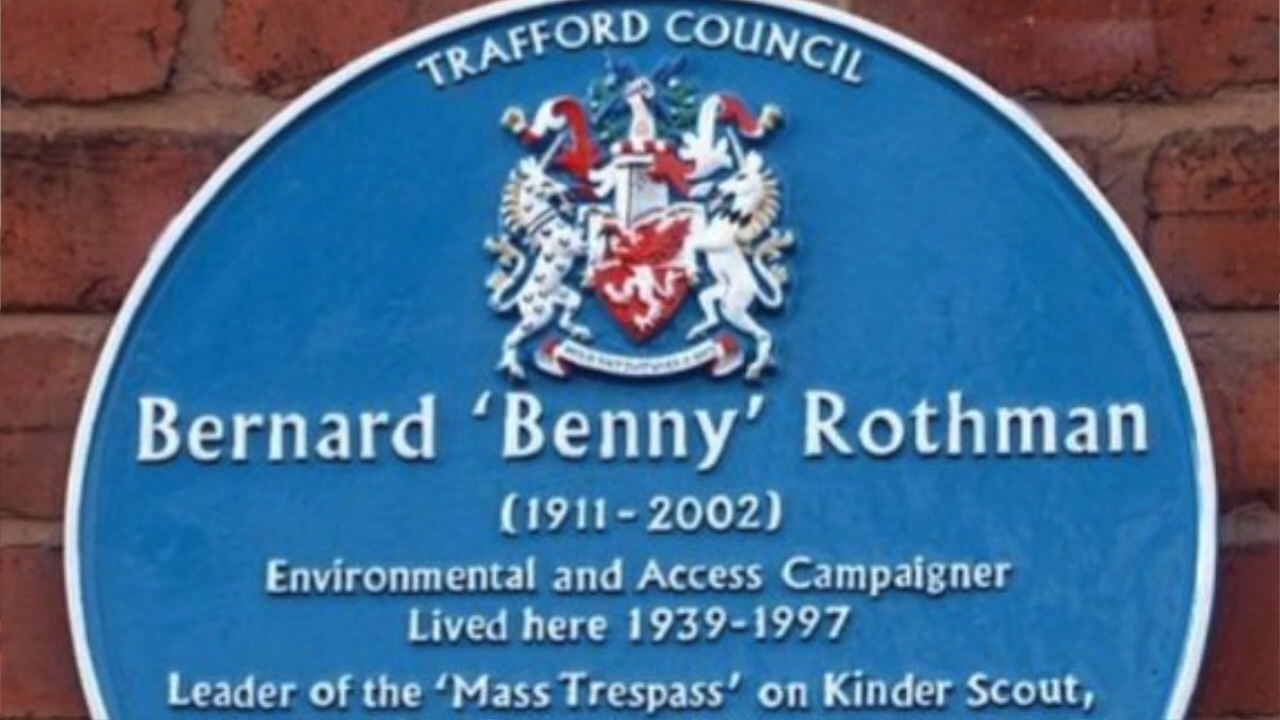 TRAFFORD COUNCIL
Bernard ‘Benny’ Rothman
(1911-2002)
Environmental and Access Campaigner
Lived here 1939-1997
Leader of the ‘Mass Trespass’ on Kinder Scout,